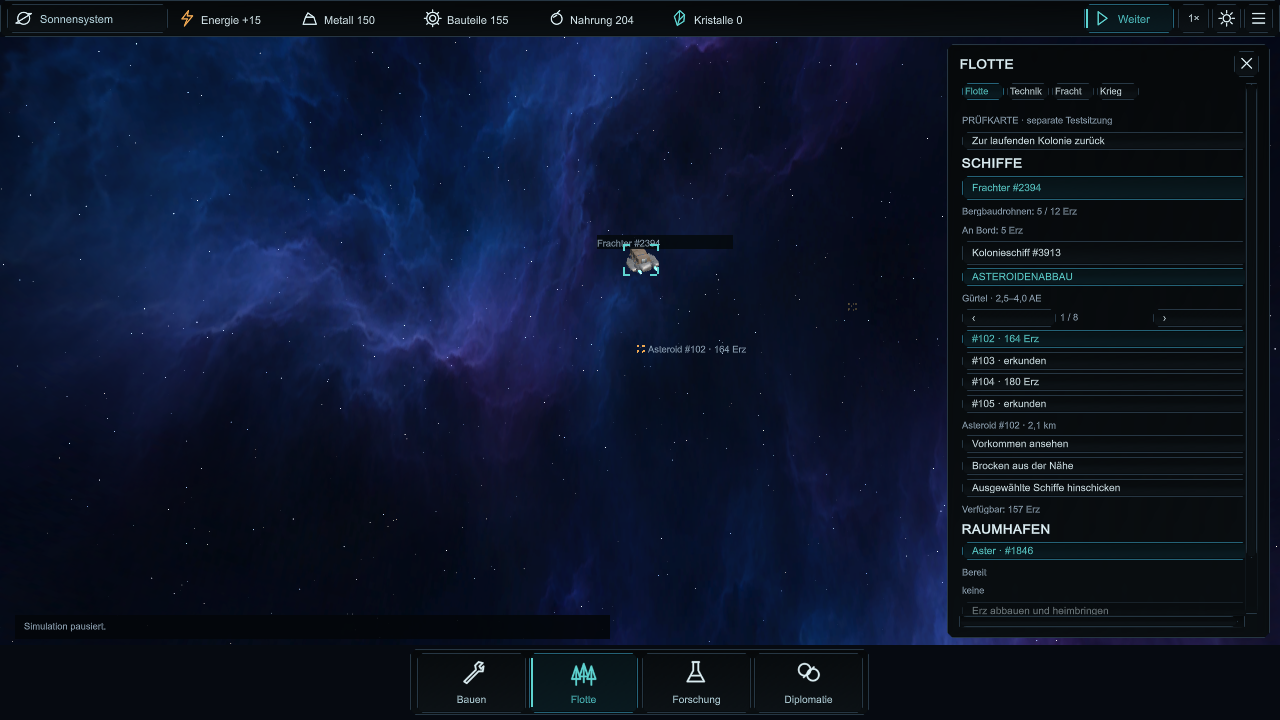 Sonnensystem
Energie +15
Metall 150
Bauteile 155
Nahrung 204
Kristalle 0
Weiter
1×
FLOTTE
Flotte
Technik
Fracht
Krieg
PRÜFKARTE · separate Testsitzung
Zur laufenden Kolonie zurück
SCHIFFE
Frachter #2394
Bergbaudrohnen: 5 / 12 Erz
An Bord: 5 Erz
Kolonieschiff #3913
ASTEROIDENABBAU
Gürtel · 2,5–4,0 AE
‹
1 / 8
›
#102 · 164 Erz
#103 · erkunden
#104 · 180 Erz
#105 · erkunden
Asteroid #102 · 2,1 km
Vorkommen ansehen
Brocken aus der Nähe
Ausgewählte Schiffe hinschicken
Verfügbar: 157 Erz
RAUMHAFEN
Aster · #1846
Bereit
keine
Erz abbauen und heimbringen
Frachter #2394
Asteroid #102 · 164 Erz
Simulation pausiert.
Bauen
Flotte
Forschung
Diplomatie